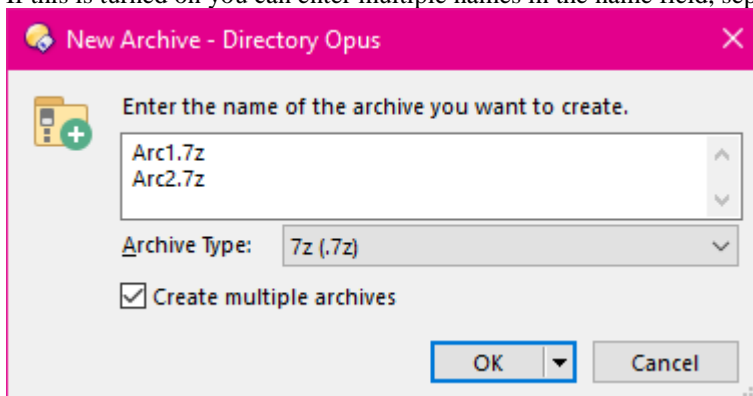 If this is turned on you can enter multiple names in the name field, sep
New Archive - Directory Opus
Enter the name of the archive you want to create.
Arc1.7z
Arc2.7z
Archive Type: 7z (.7z)
Create multiple archives
OK Cancel